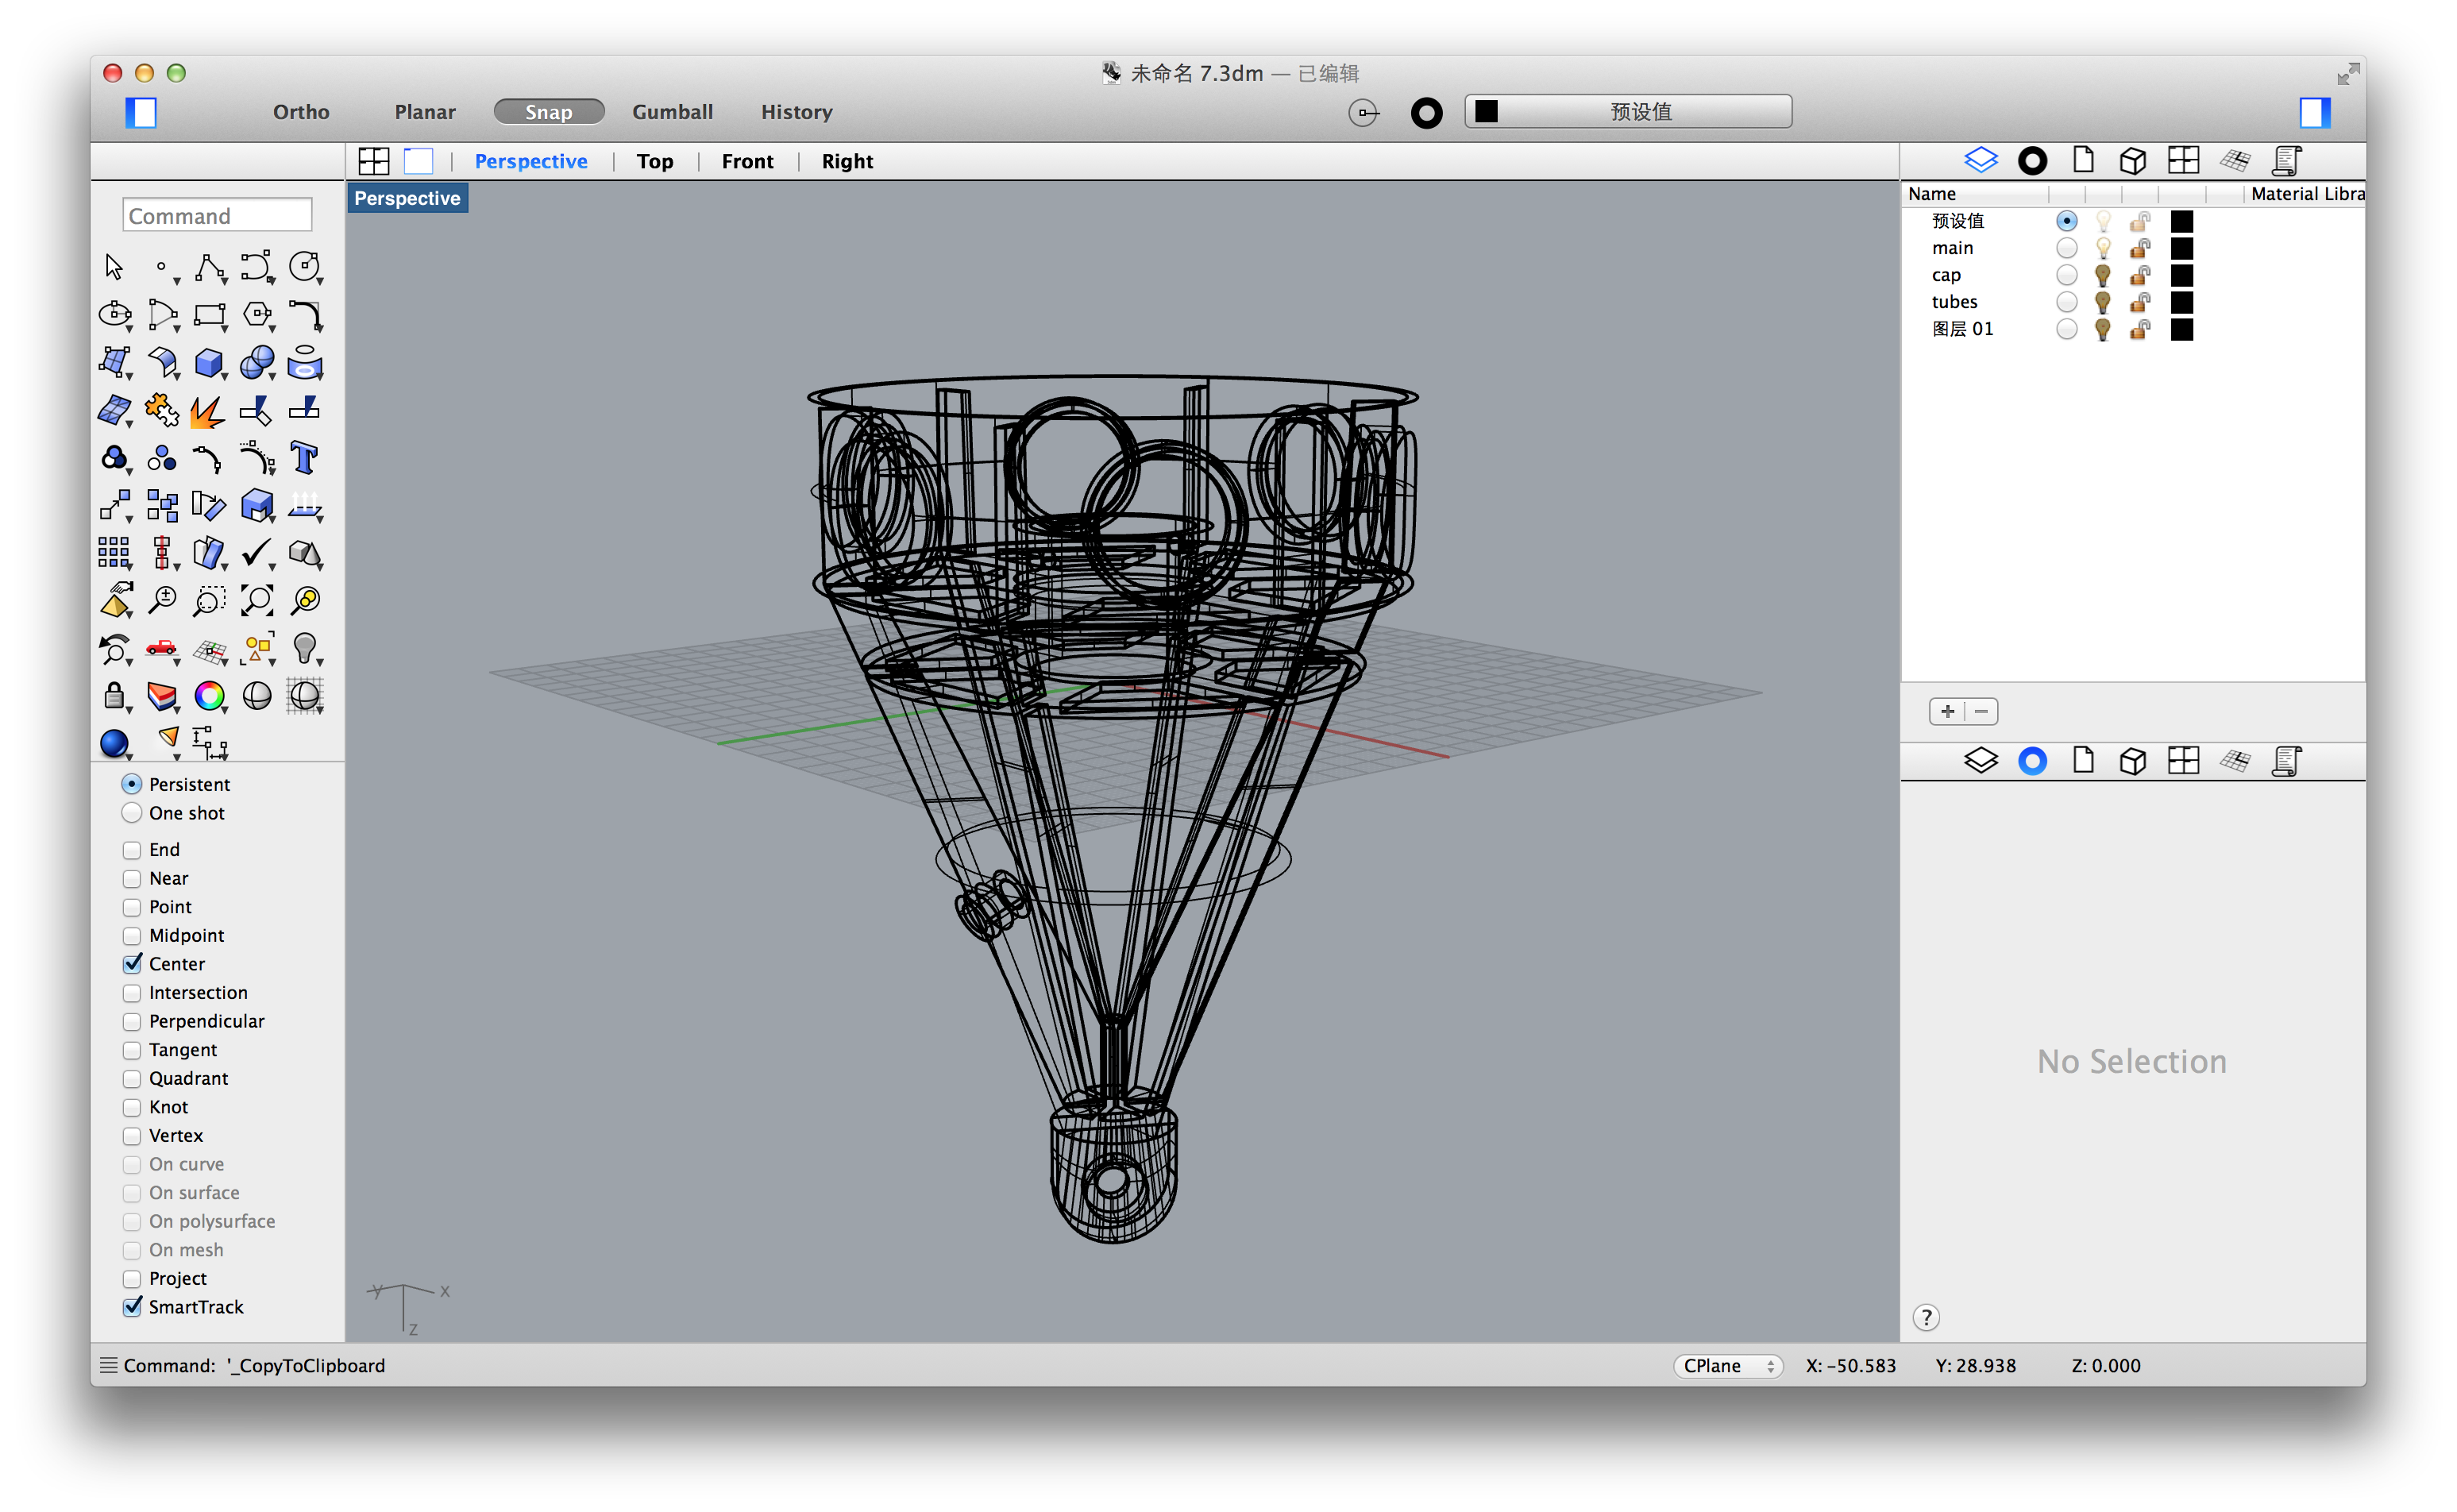 未命名 7.3dm — 已编辑
Ortho Planar Snap Gumball History 预设值
Perspective Top Front Right
Perspective
Command
Name Material Libra
预设值
main
cap
tubes
图层 01
Persistent
One shot
End
Near
Point
Midpoint
Center
Intersection
Perpendicular
Tangent
Quadrant
Knot
Vertex
On curve
On surface
On polysurface
On mesh
Project
SmartTrack
y x
z
No Selection
?
Command: '_CopyToClipboard
CPlane X: -50.583 Y: 28.938 Z: 0.000